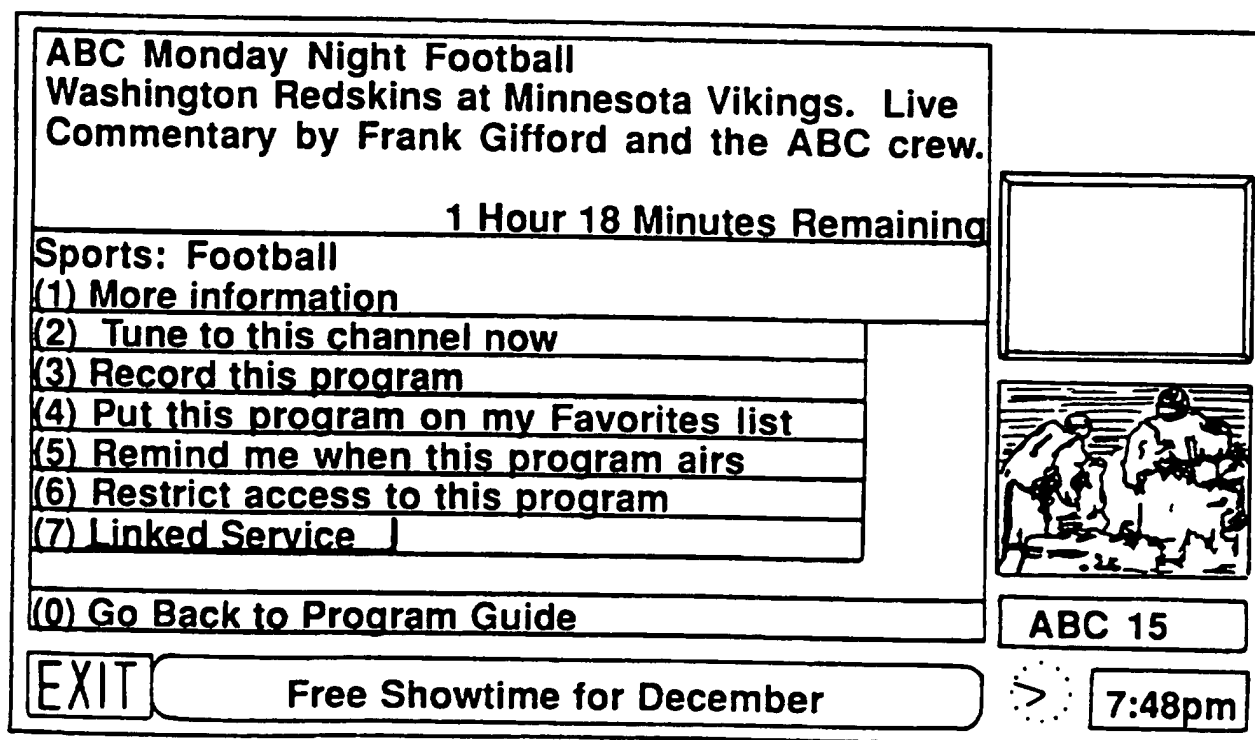 ABC Monday Night Football
Washington Redskins at Minnesota Vikings. Live
Commentary by Frank Gifford and the ABC crew.
1 Hour 18 Minutes Remaining
Sports: Football
(1) More information
(2) Tune to this channel now
(3) Record this program
(4) Put this program on my Favorites list
(5) Remind me when this program airs
(6) Restrict access to this program
(7) Linked Service
(0) Go Back to Program Guide
ABC 15
EXIT
Free Showtime for December
7:48pm